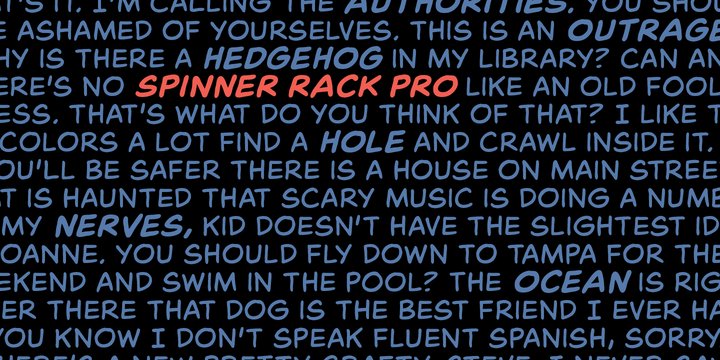 'S IT. I'M CALLING THE AUTHORITIES. YOU SHOU
E ASHAMED OF YOURSELVES. THIS IS AN OUTRAGE
HY IS THERE A HEDGEHOG IN MY LIBRARY? CAN AN
ERE'S NO SPINNER RACK PRO LIKE AN OLD FOOL
ESS. THAT'S WHAT DO YOU THINK OF THAT? I LIKE T
COLORS A LOT FIND A HOLE AND CRAWL INSIDE IT.
OU'LL BE SAFER THERE IS A HOUSE ON MAIN STREE
T IS HAUNTED THAT SCARY MUSIC IS DOING A NUME
MY NERVES, KID DOESN'T HAVE THE SLIGHTEST ID
OANNE. YOU SHOULD FLY DOWN TO TAMPA FOR THE
EKEND AND SWIM IN THE POOL? THE OCEAN IS RIG
ER THERE THAT DOG IS THE BEST FRIEND I EVER HA
YOU KNOW I DON'T SPEAK FLUENT SPANISH, SORRY